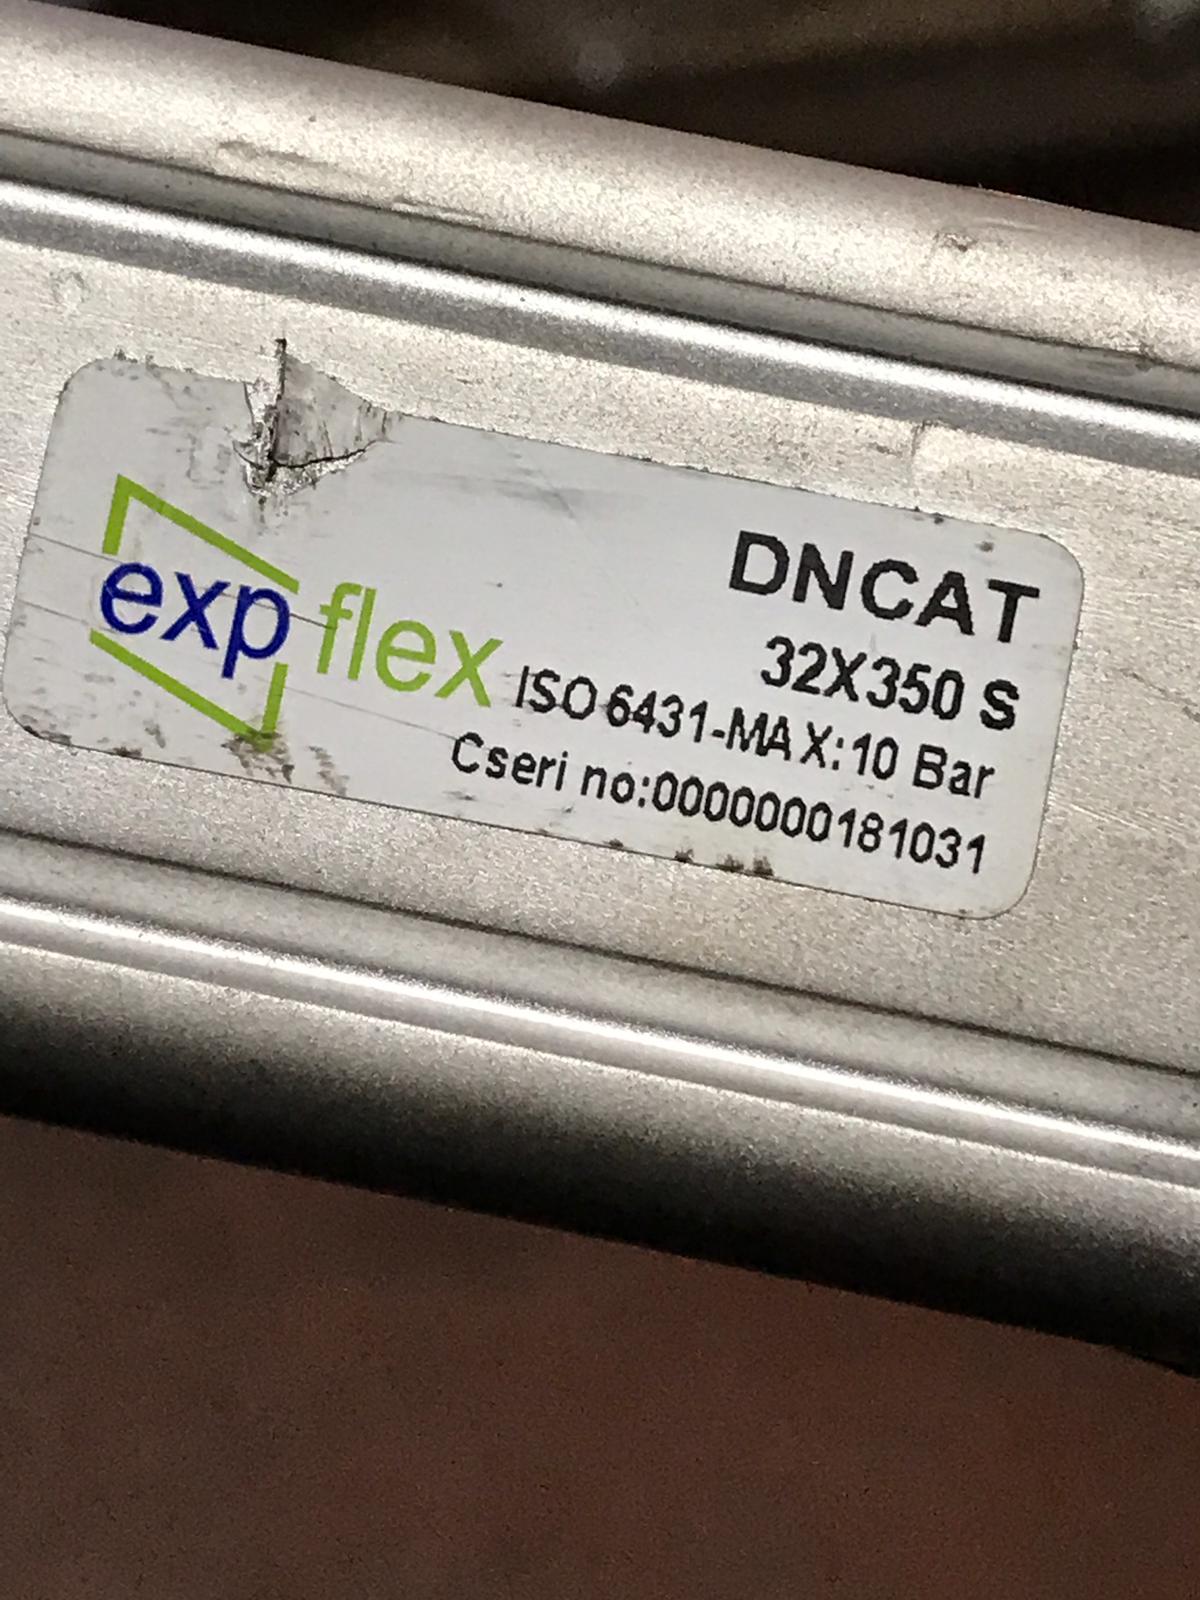 DNCAT
32X350 S
exp flex
ISO 6431-MAX:10 Bar
Cseri no:0000000181031